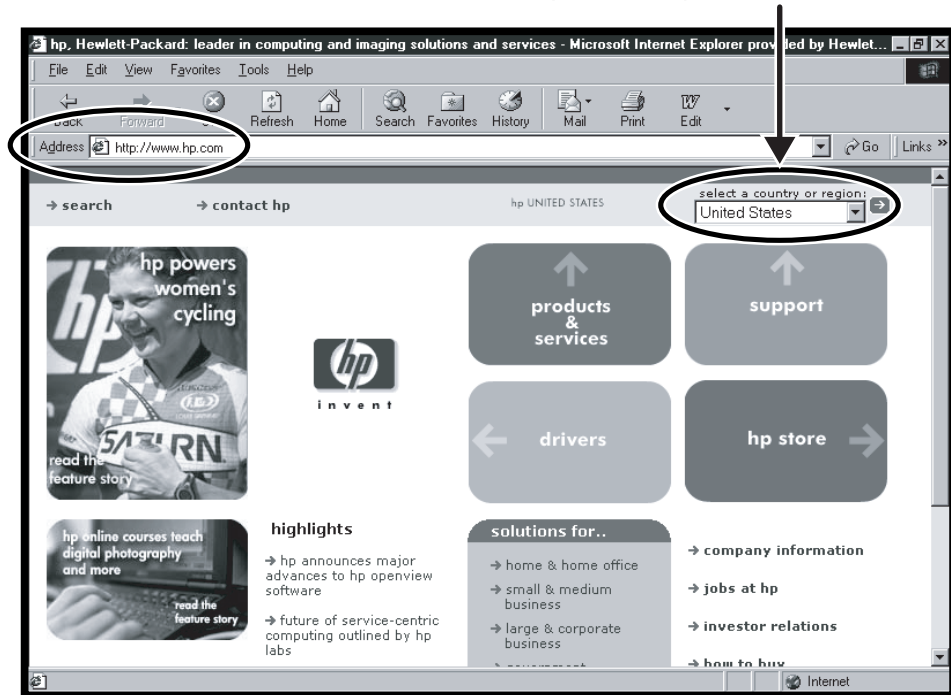 hp, Hewlett-Packard: leader in computing and imaging solutions and services - Microsoft Internet Explorer provided by Hewlet...
File Edit View Favorites Tools Help
Back Forward Refresh Home Search Favorites History Mail Print Edit
Address http://www.hp.com Go Links »
→ search → contact hp hp UNITED STATES select a country or region:
United States
hp powers
women's
cycling
hp
SATURN
read the
feature story
hp
invent
products
&
services
support
drivers
hp store
hp online courses teach
digital photography
and more
read the
feature story
highlights
→ hp announces major
advances to hp openview
software
→ future of service-centric
computing outlined by hp
labs
solutions for..
→ home & home office
→ small & medium
business
→ large & corporate
business
→ government
→ company information
→ jobs at hp
→ investor relations
→ how to buy
Internet